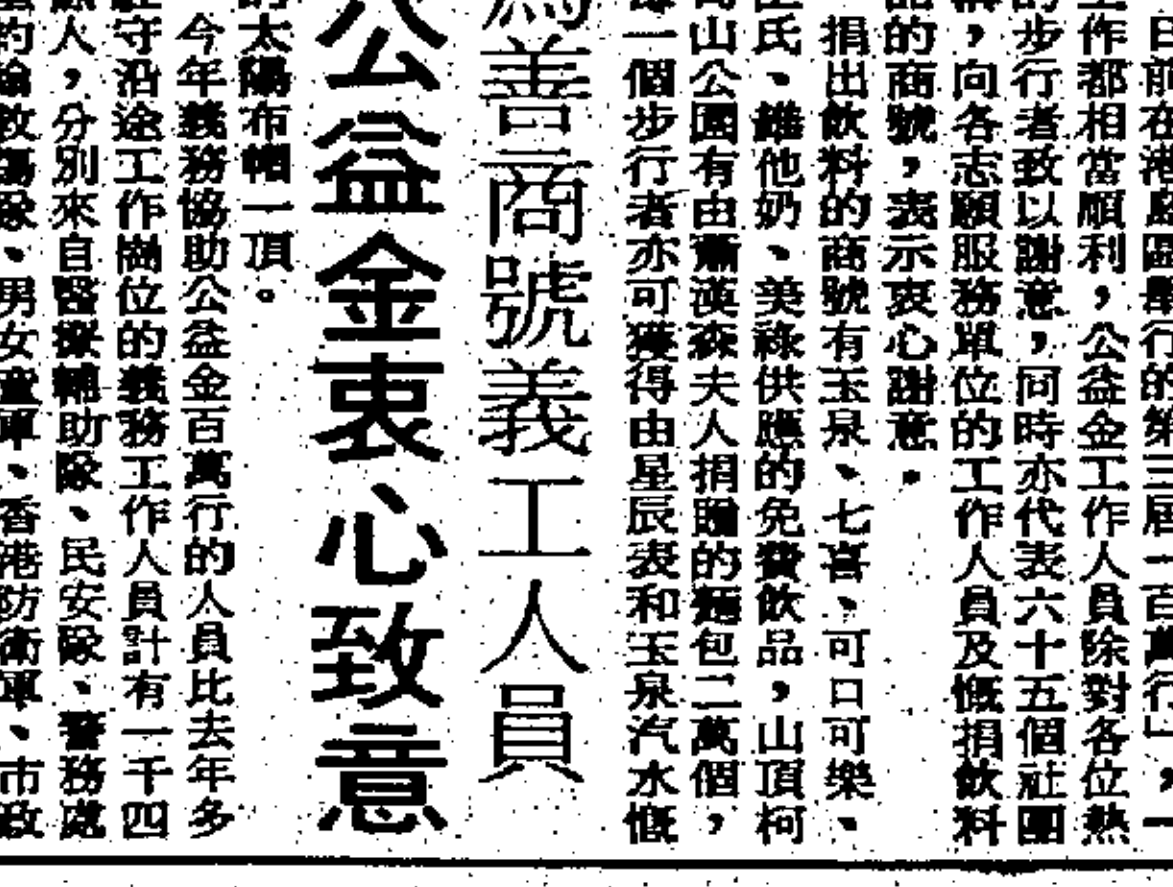 日前在港島區舉行的第三屆一百萬行」，一
工作都相當順利，公益金工作人員除對各位熱
的步行者致以謝意，同時亦代表六十五個社團
，向各志願服務單位的工作人員及慨捐飲料
品的商號，表示衷心謝意。
捐出飲料的商號有玉泉、七喜、可口可樂、
氏、維他奶、美祿供應的免費飲品，山頂柯
山公園有由蕭漢森夫人捐贈的麵包二萬個，
每一個步行者亦可獲得由星辰表和玉泉汽水慨
為善商號義工人員
公益金衷心致意
的太陽布帽一頂。
今年義務協助公益金百萬行的人員比去年多
駐守沿途工作崗位的義務工作人員計有一千四
人，分別來自醫療輔助隊、民安隊、警務處
約翰救傷隊、男女童軍、香港防衛軍、市政